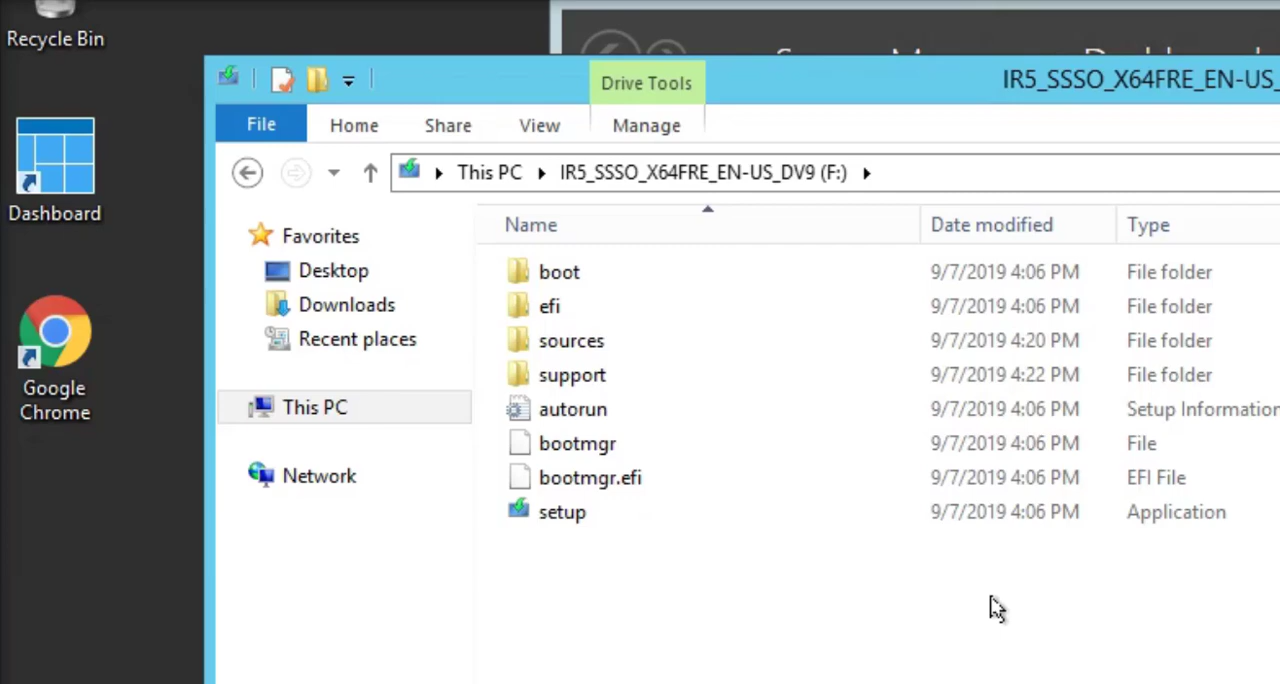 Recycle Bin
Dashboard
Google
Chrome
Drive Tools
IR5_SSSO_X64FRE_EN-US_
File
Home
Share
View
Manage
This PC
IR5_SSSO_X64FRE_EN-US_DV9 (F:)
Favorites
Desktop
Downloads
Recent places
This PC
Network
Name Date modified Type
boot 9/7/2019 4:06 PM File folder
efi 9/7/2019 4:06 PM File folder
sources 9/7/2019 4:20 PM File folder
support 9/7/2019 4:22 PM File folder
autorun 9/7/2019 4:06 PM Setup Information
bootmgr 9/7/2019 4:06 PM File
bootmgr.efi 9/7/2019 4:06 PM EFI File
setup 9/7/2019 4:06 PM Application